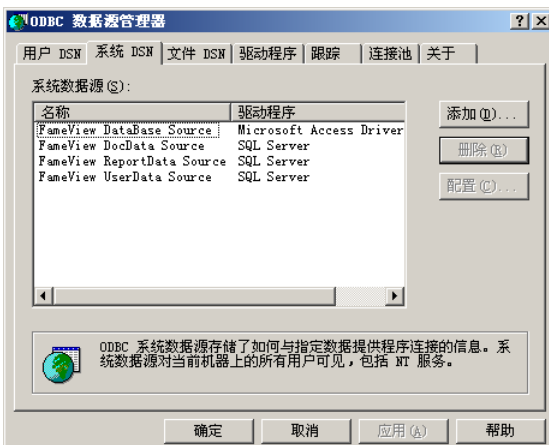 ODBC 数据源管理器
用户 DSN 系统 DSN 文件 DSN 驱动程序 跟踪 连接池 关于
系统数据源(S):
名称 驱动程序
FameView DataBase Source Microsoft Access Driver
FameView DocData Source SQL Server
FameView ReportData Source SQL Server
FameView UserData Source SQL Server
添加(D)...
删除(R)
配置(C)...
ODBC 系统数据源存储了如何与指定数据提供程序连接的信息。系
统数据源对当前机器上的所有用户可见，包括 NT 服务。
确定 取消 应用(A) 帮助